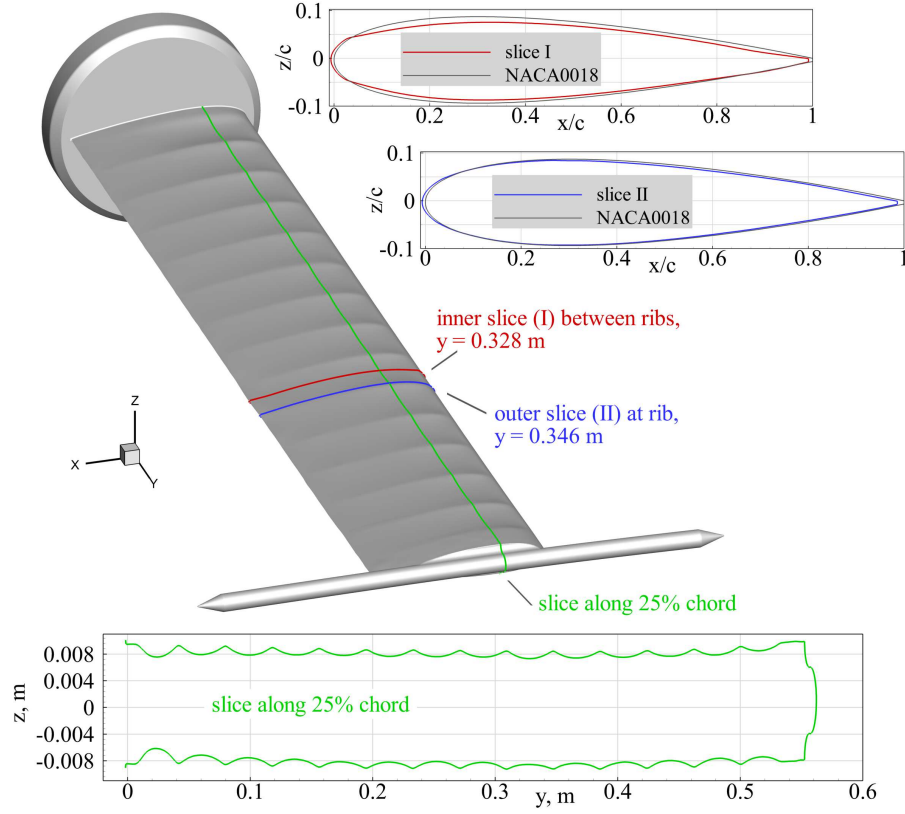 0.1
0
-0.1
z/c
slice I
NACA0018
0 0.2 0.4 0.6 0.8 1
x/c
0.1
0
-0.1
z/c
slice II
NACA0018
0 0.2 0.4 0.6 0.8 1
x/c
inner slice (I) between ribs,
y = 0.328 m
outer slice (II) at rib,
y = 0.346 m
Z
X
Y
slice along 25% chord
0.008
0.004
0
-0.004
-0.008
z, m
slice along 25% chord
0 0.1 0.2 0.3 0.4 0.5 0.6
y, m